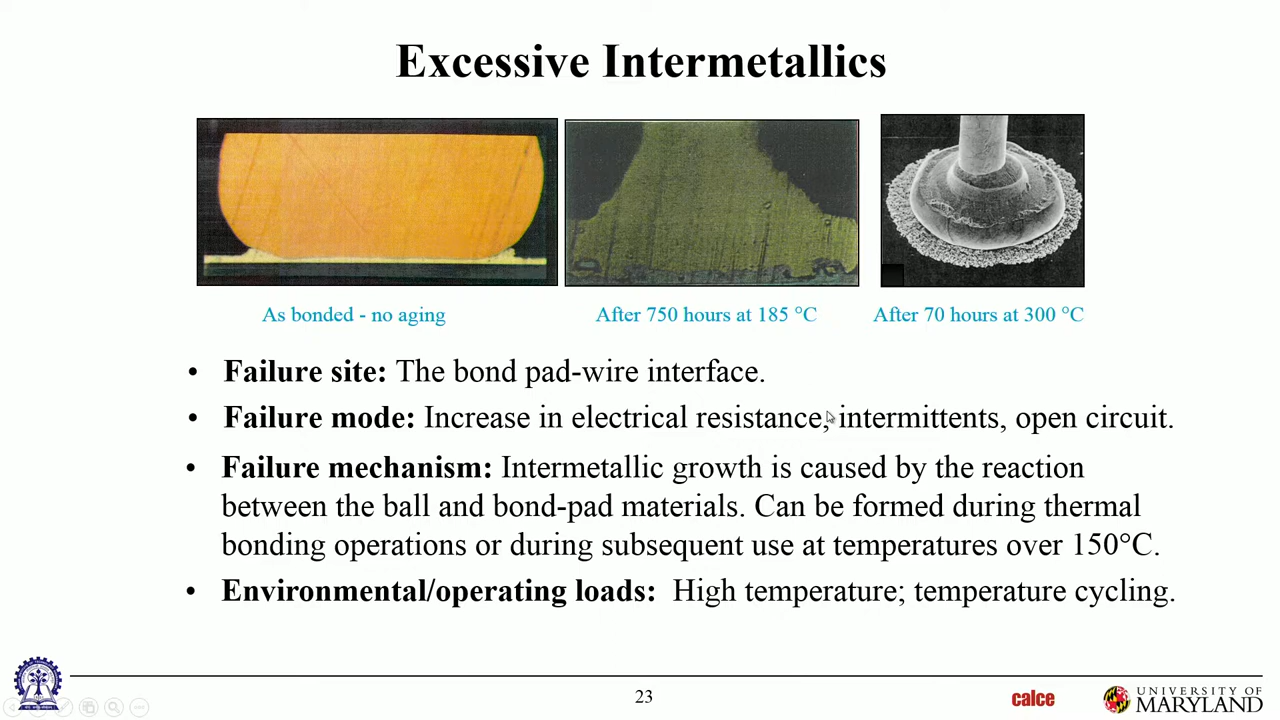 Excessive Intermetallics
As bonded - no aging
After 750 hours at 185 °C
After 70 hours at 300 °C
• Failure site: The bond pad-wire interface.
• Failure mode: Increase in electrical resistance, intermittents, open circuit.
• Failure mechanism: Intermetallic growth is caused by the reaction
between the ball and bond-pad materials. Can be formed during thermal
bonding operations or during subsequent use at temperatures over 150°C.
• Environmental/operating loads: High temperature; temperature cycling.
23
calce
UNIVERSITY OF
MARYLAND